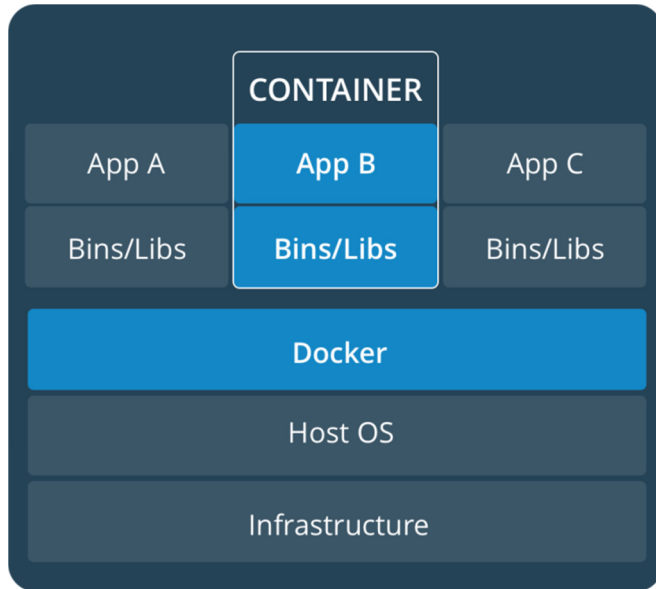 CONTAINER
App A App B App C
Bins/Libs Bins/Libs Bins/Libs
Docker
Host OS
Infrastructure